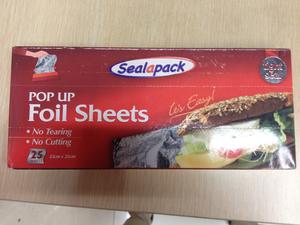 Sealapack
POP UP
Foil Sheets
It's Easy!
• No Tearing
• No Cutting
25